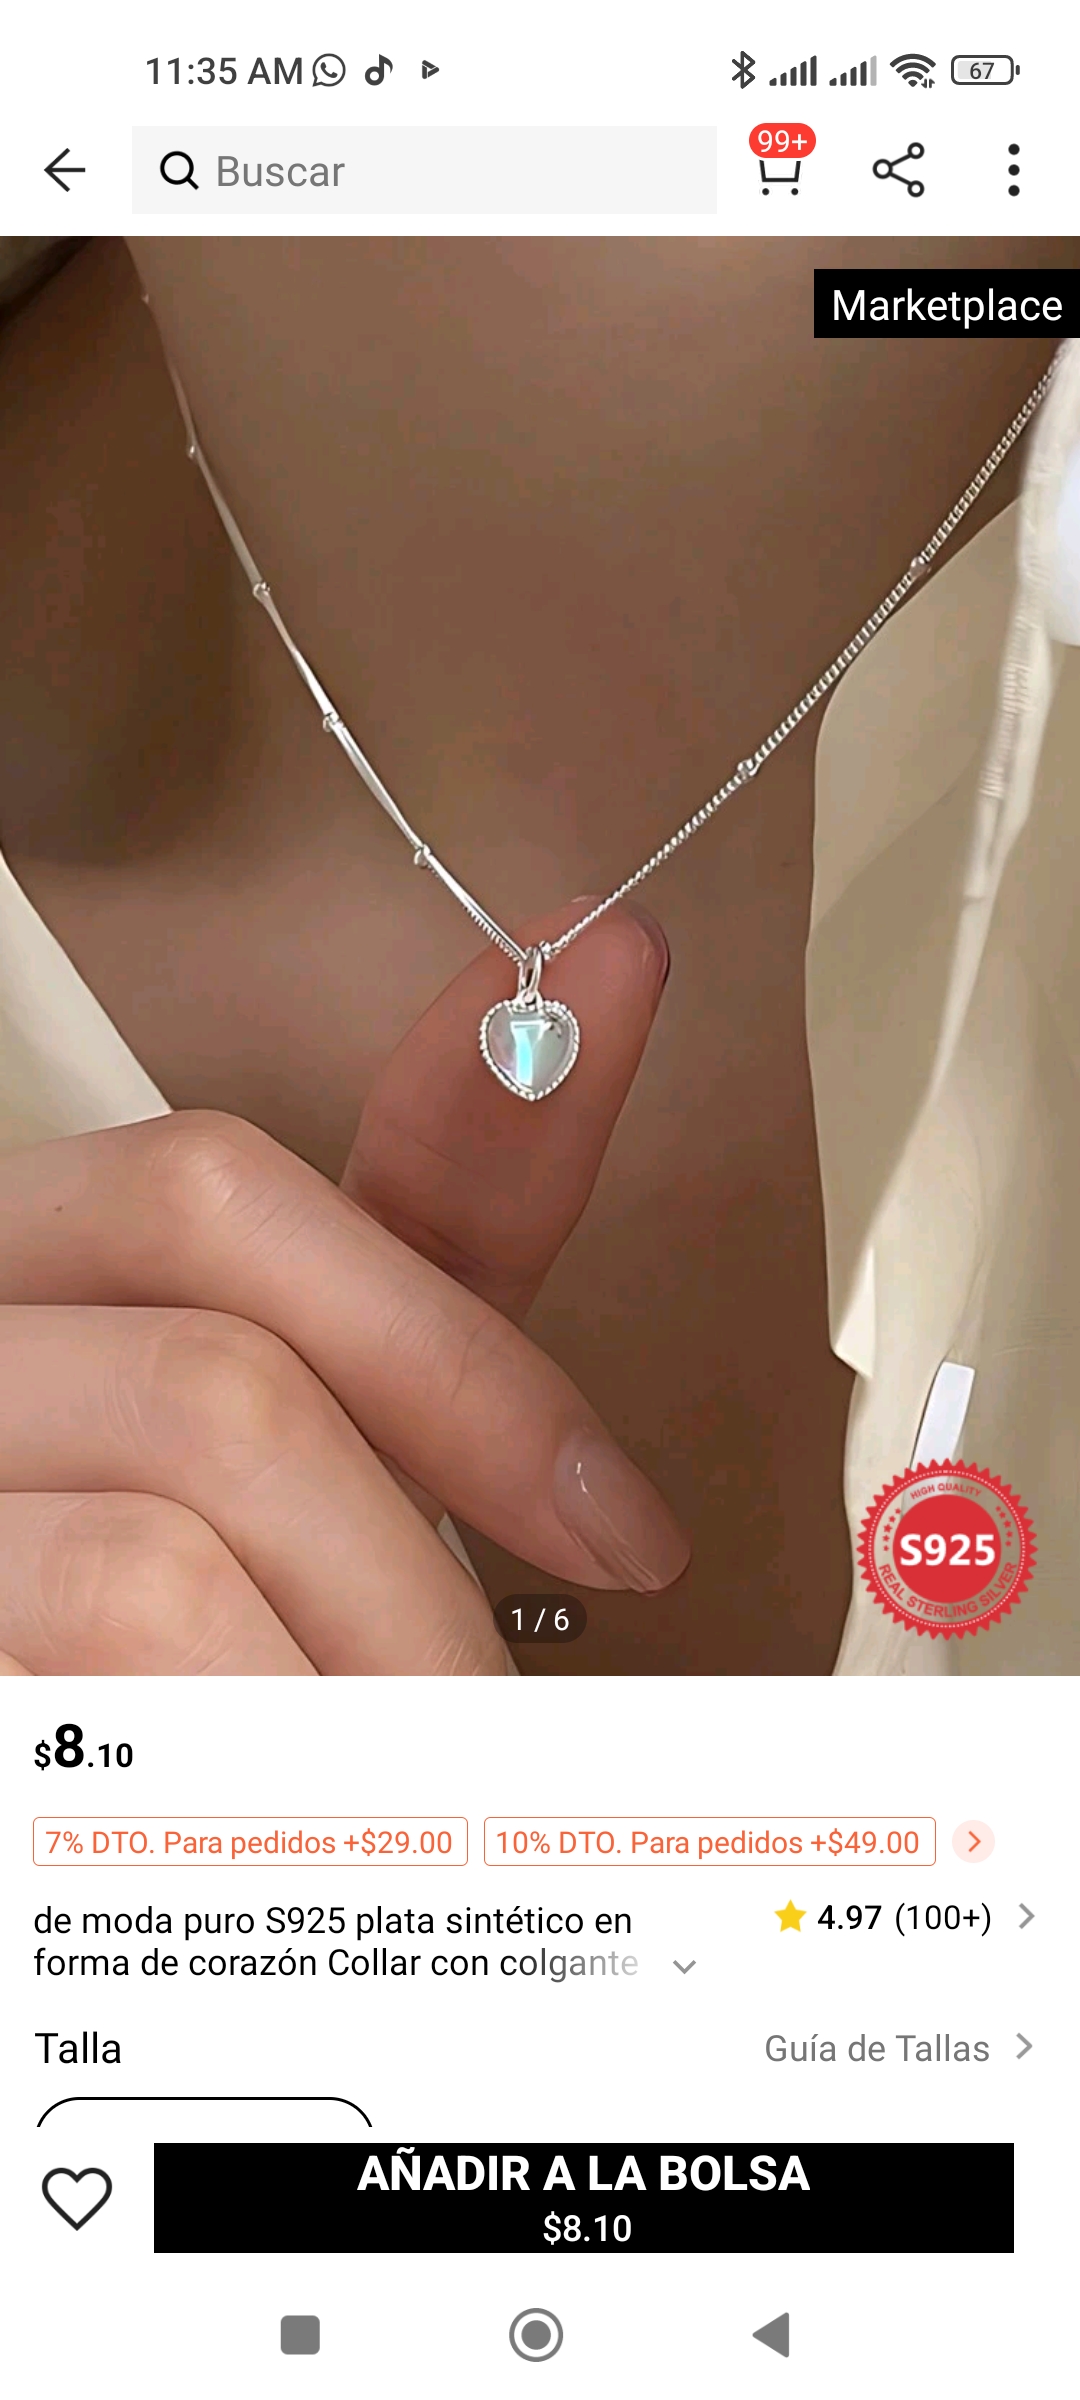 11:35 AM
67
Buscar
99+
Marketplace
HIGH QUALITY
S925
REAL STERLING SILVER
1 / 6
$8.10
7% DTO. Para pedidos +$29.00
10% DTO. Para pedidos +$49.00
de moda puro S925 plata sintético en
forma de corazón Collar con colgante
4.97 (100+)
Talla
Guía de Tallas
AÑADIR A LA BOLSA
$8.10